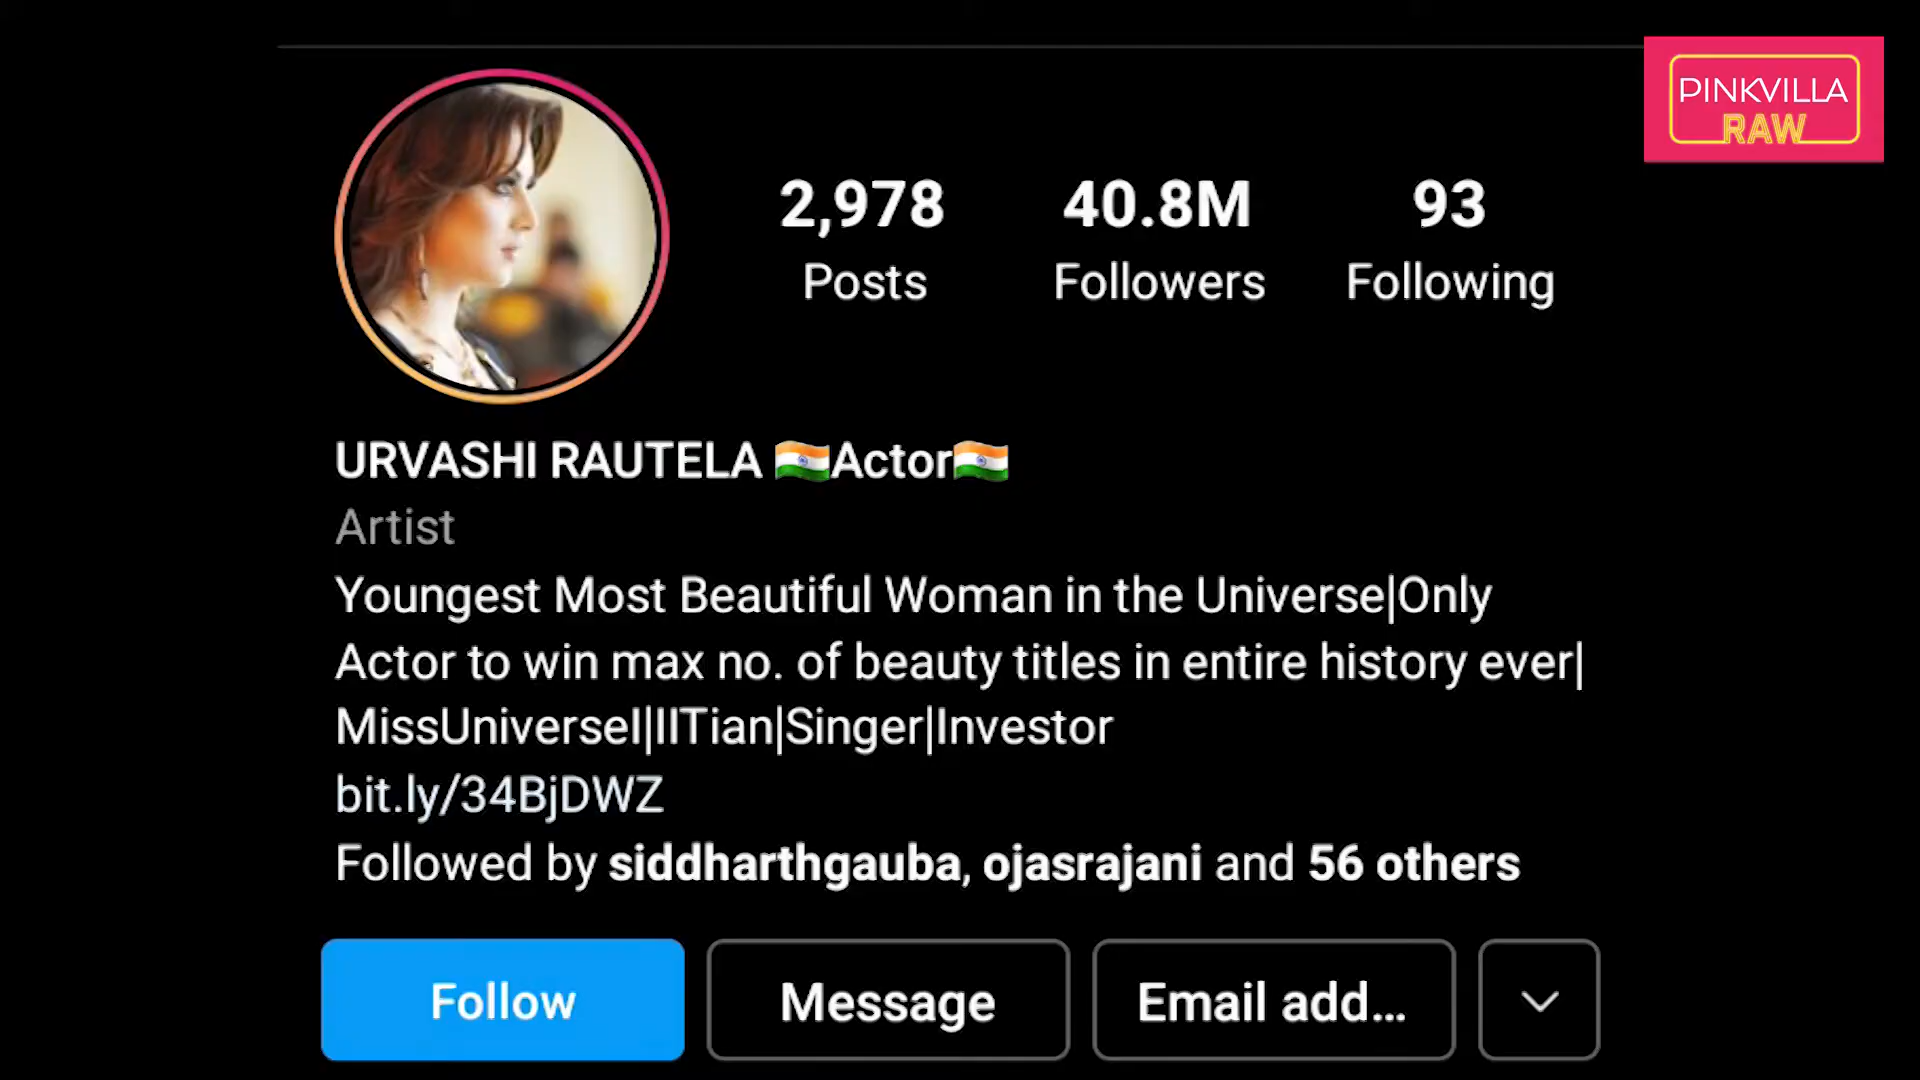 PINKVILLA
RAW
2,978 40.8M 93
Posts Followers Following
URVASHI RAUTELA 🇮🇳Actor🇮🇳
Artist
Youngest Most Beautiful Woman in the Universe|Only
Actor to win max no. of beauty titles in entire history ever|
MissUniverseI|IITian|Singer|Investor
bit.ly/34BjDWZ
Followed by siddharthgauba, ojasrajani and 56 others
Follow Message Email add...